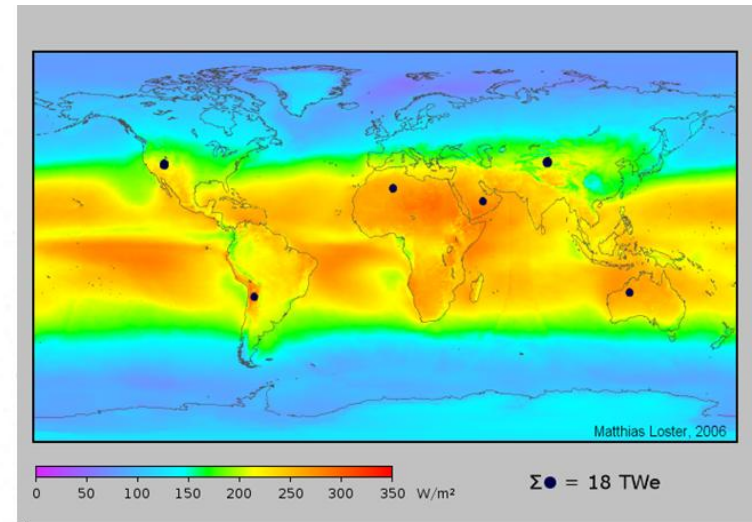 Matthias Loster, 2006
0 50 100 150 200 250 300 350 W/m²
Σ● = 18 TWe